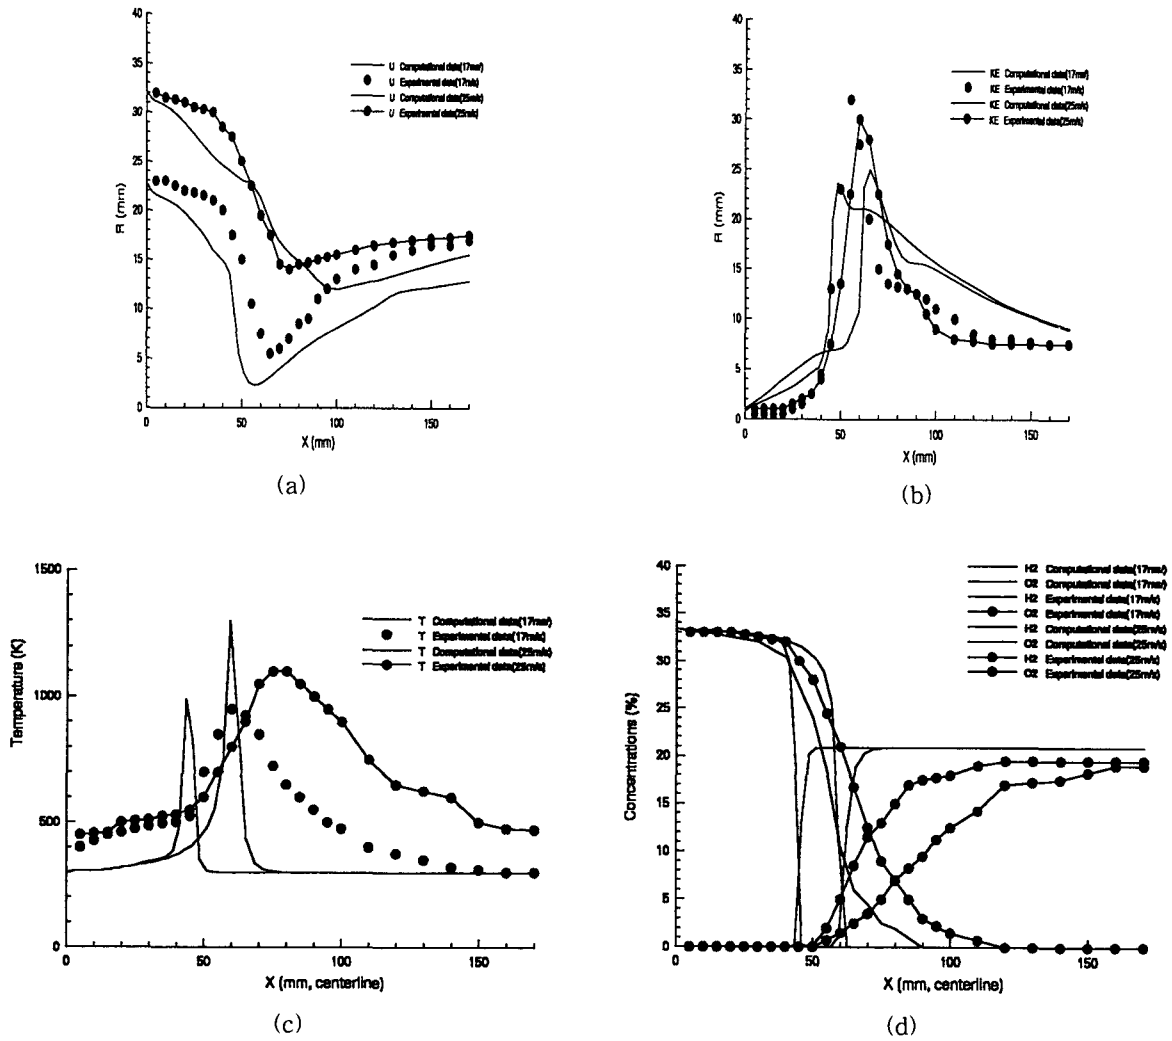 40
35
30
25
20
15
10
5
0
R (mm)
0
50
100
150
X (mm)
U Computational data(17m/s)
U Experimental data(17m/s)
U Computational data(25m/s)
U Experimental data(25m/s)
(a)
40
35
30
25
20
15
10
5
0
R (mm)
0
50
100
150
X (mm)
KE Computational data(17m/s)
KE Experimental data(17m/s)
KE Computational data(25m/s)
KE Experimental data(25m/s)
(b)
1500
1000
500
0
Temperature (K)
0
50
100
150
X (mm, centerline)
T Computational data(17m/s)
T Experimental data(17m/s)
T Computational data(25m/s)
T Experimental data(25m/s)
(c)
40
35
30
25
20
15
10
5
0
Concentrations (%)
0
50
100
150
X (mm, centerline)
H2 Computational data(17m/s)
O2 Computational data(17m/s)
H2 Experimental data(17m/s)
O2 Experimental data(17m/s)
H2 Computational data(25m/s)
O2 Computational data(25m/s)
H2 Experimental data(25m/s)
O2 Experimental data(25m/s)
(d)